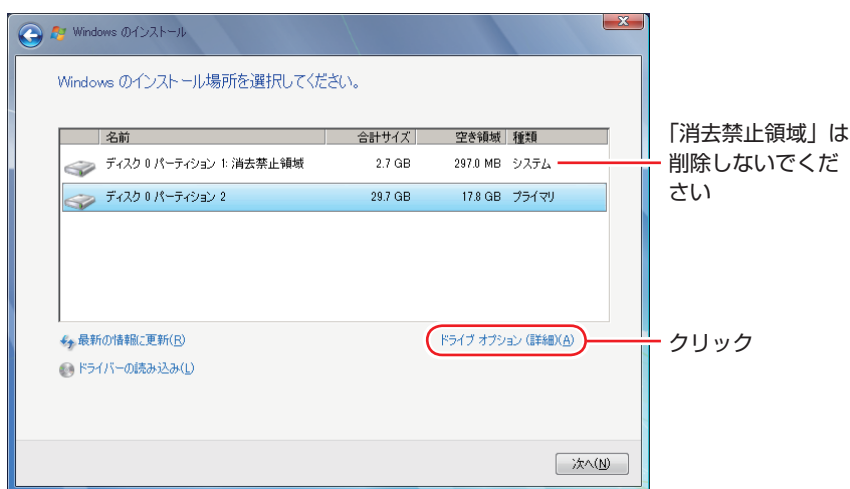 Windows のインストール
Windows のインストール場所を選択してください。
名前 合計サイズ 空き領域 種類
ディスク 0 パーティション 1: 消去禁止領域 2.7 GB 297.0 MB システム
ディスク 0 パーティション 2 29.7 GB 17.8 GB プライマリ
「消去禁止領域」は
削除しないでくだ
さい
最新の情報に更新(R)
ドライブ オプション (詳細)(A)
クリック
ドライバーの読み込み(L)
次へ(N)